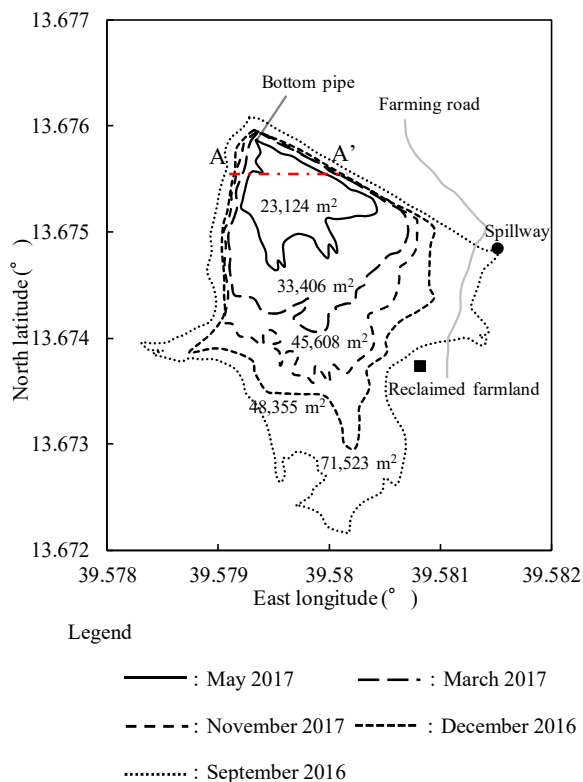 13.677
Bottom pipe
Farming road
13.676
A
A’
23,124 m²
13.675
Spillway
33,406 m²
North latitude(°)
13.674
45,608 m²
Reclaimed farmland
48,355 m²
13.673
71,523 m²
13.672
39.578 39.579 39.58 39.581 39.582
East longitude(°)
Legend
: May 2017 : March 2017
: November 2017 : December 2016
: September 2016